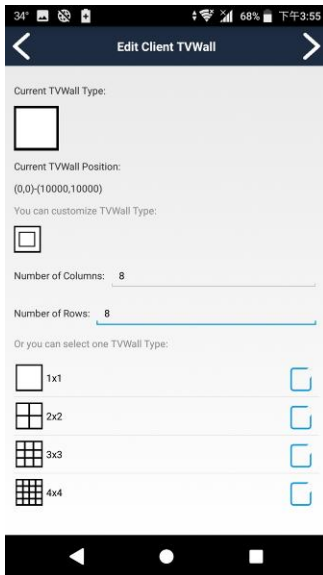 34° 68% 下午3:55
Edit Client TVWall
Current TVWall Type:
Current TVWall Position:
(0,0)-(10000,10000)
You can customize TVWall Type:
Number of Columns: 8
Number of Rows: 8
Or you can select one TVWall Type:
1x1
2x2
3x3
4x4